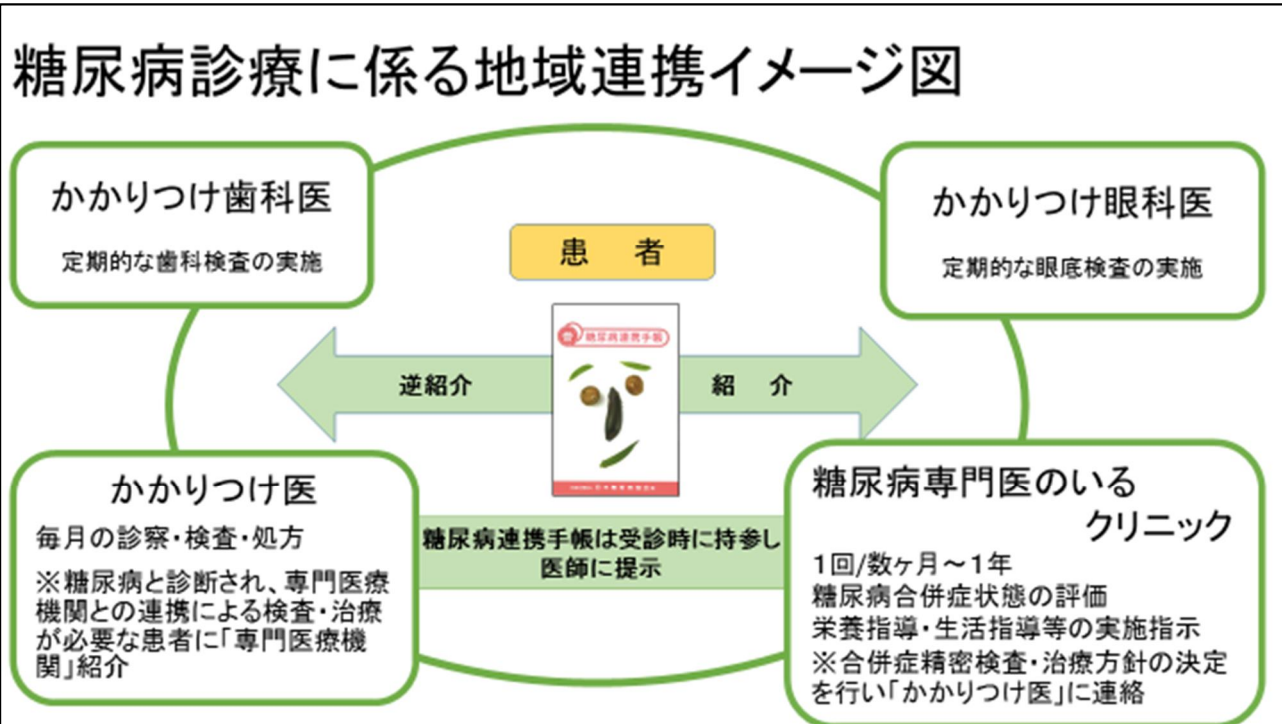 糖尿病診療に係る地域連携イメージ図
かかりつけ歯科医
定期的な歯科検査の実施
かかりつけ眼科医
定期的な眼底検査の実施
患　者
糖尿病連携手帳
逆紹介
紹　介
かかりつけ医
毎月の診察・検査・処方
※糖尿病と診断され、専門医療
機関との連携による検査・治療
が必要な患者に「専門医療機
関」紹介
糖尿病連携手帳は受診時に持参し
医師に提示
糖尿病専門医のいる
クリニック
1回/数ヶ月～1年
糖尿病合併症状態の評価
栄養指導・生活指導等の実施指示
※合併症精密検査・治療方針の決定
を行い「かかりつけ医」に連絡